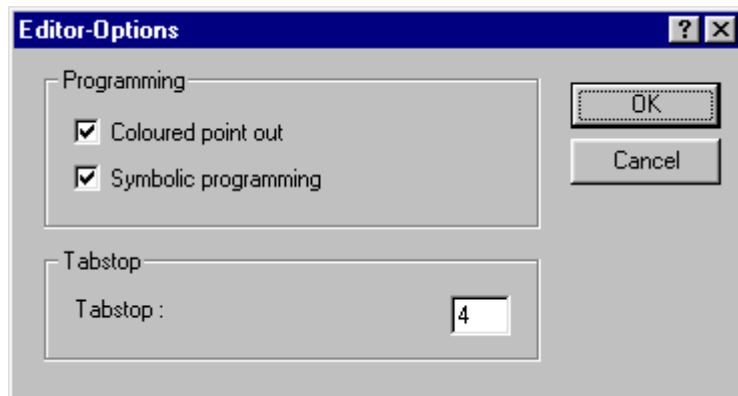 Editor-Options
Programming
Coloured point out
Symbolic programming
OK
Cancel
Tabstop
Tabstop : 4